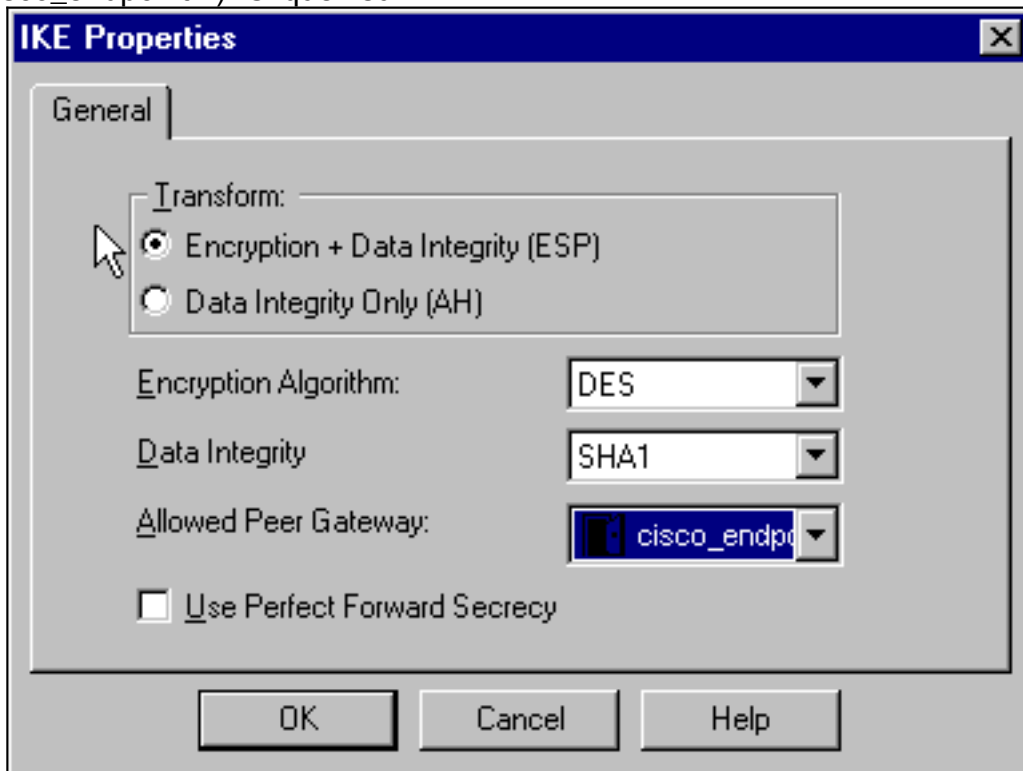 IKE Properties
General
Transform:
Encryption + Data Integrity (ESP)
Data Integrity Only (AH)
Encryption Algorithm: DES
Data Integrity SHA1
Allowed Peer Gateway: cisco_endpo
Use Perfect Forward Secrecy
OK Cancel Help